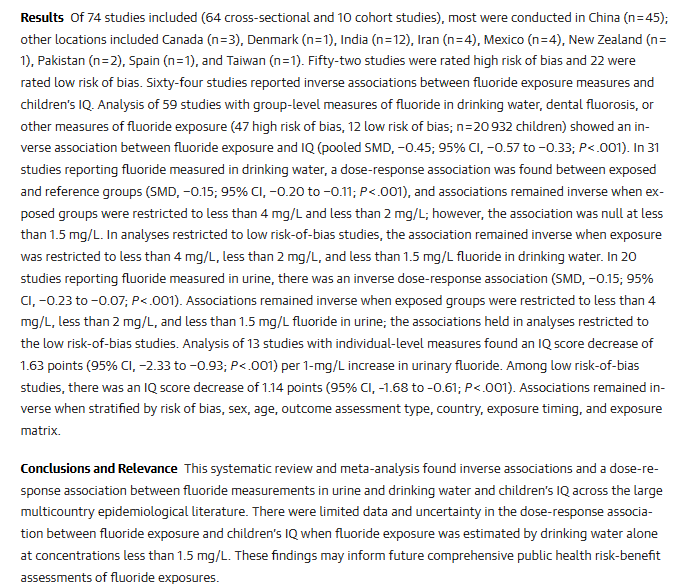 Results Of 74 studies included (64 cross-sectional and 10 cohort studies), most were conducted in China (n=45);
other locations included Canada (n=3), Denmark (n=1), India (n=12), Iran (n=4), Mexico (n=4), New Zealand (n=
1), Pakistan (n=2), Spain (n=1), and Taiwan (n=1). Fifty-two studies were rated high risk of bias and 22 were
rated low risk of bias. Sixty-four studies reported inverse associations between fluoride exposure measures and
children's IQ. Analysis of 59 studies with group-level measures of fluoride in drinking water, dental fluorosis, or
other measures of fluoride exposure (47 high risk of bias, 12 low risk of bias; n=20 932 children) showed an in-
verse association between fluoride exposure and IQ (pooled SMD, −0.45; 95% CI, −0.57 to −0.33; P<.001). In 31
studies reporting fluoride measured in drinking water, a dose-response association was found between exposed
and reference groups (SMD, −0.15; 95% CI, −0.20 to −0.11; P<.001), and associations remained inverse when ex-
posed groups were restricted to less than 4 mg/L and less than 2 mg/L; however, the association was null at less
than 1.5 mg/L. In analyses restricted to low risk-of-bias studies, the association remained inverse when exposure
was restricted to less than 4 mg/L, less than 2 mg/L, and less than 1.5 mg/L fluoride in drinking water. In 20
studies reporting fluoride measured in urine, there was an inverse dose-response association (SMD, −0.15; 95%
CI, −0.23 to −0.07; P<.001). Associations remained inverse when exposed groups were restricted to less than 4
mg/L, less than 2 mg/L, and less than 1.5 mg/L fluoride in urine; the associations held in analyses restricted to
the low risk-of-bias studies. Analysis of 13 studies with individual-level measures found an IQ score decrease of
1.63 points (95% CI, −2.33 to −0.93; P<.001) per 1-mg/L increase in urinary fluoride. Among low risk-of-bias
studies, there was an IQ score decrease of 1.14 points (95% CI, -1.68 to -0.61; P<.001). Associations remained in-
verse when stratified by risk of bias, sex, age, outcome assessment type, country, exposure timing, and exposure
matrix.
Conclusions and Relevance This systematic review and meta-analysis found inverse associations and a dose-re-
sponse association between fluoride measurements in urine and drinking water and children's IQ across the large
multicountry epidemiological literature. There were limited data and uncertainty in the dose-response associa-
tion between fluoride exposure and children's IQ when fluoride exposure was estimated by drinking water alone
at concentrations less than 1.5 mg/L. These findings may inform future comprehensive public health risk-benefit
assessments of fluoride exposures.